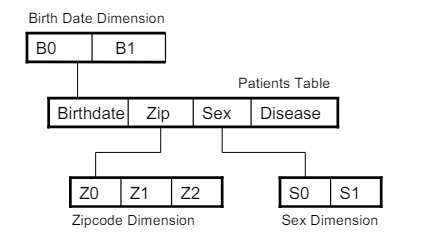 Birth Date Dimension
B0 B1
Patients Table
Birthdate Zip Sex Disease
Z0 Z1 Z2 S0 S1
Zipcode Dimension Sex Dimension